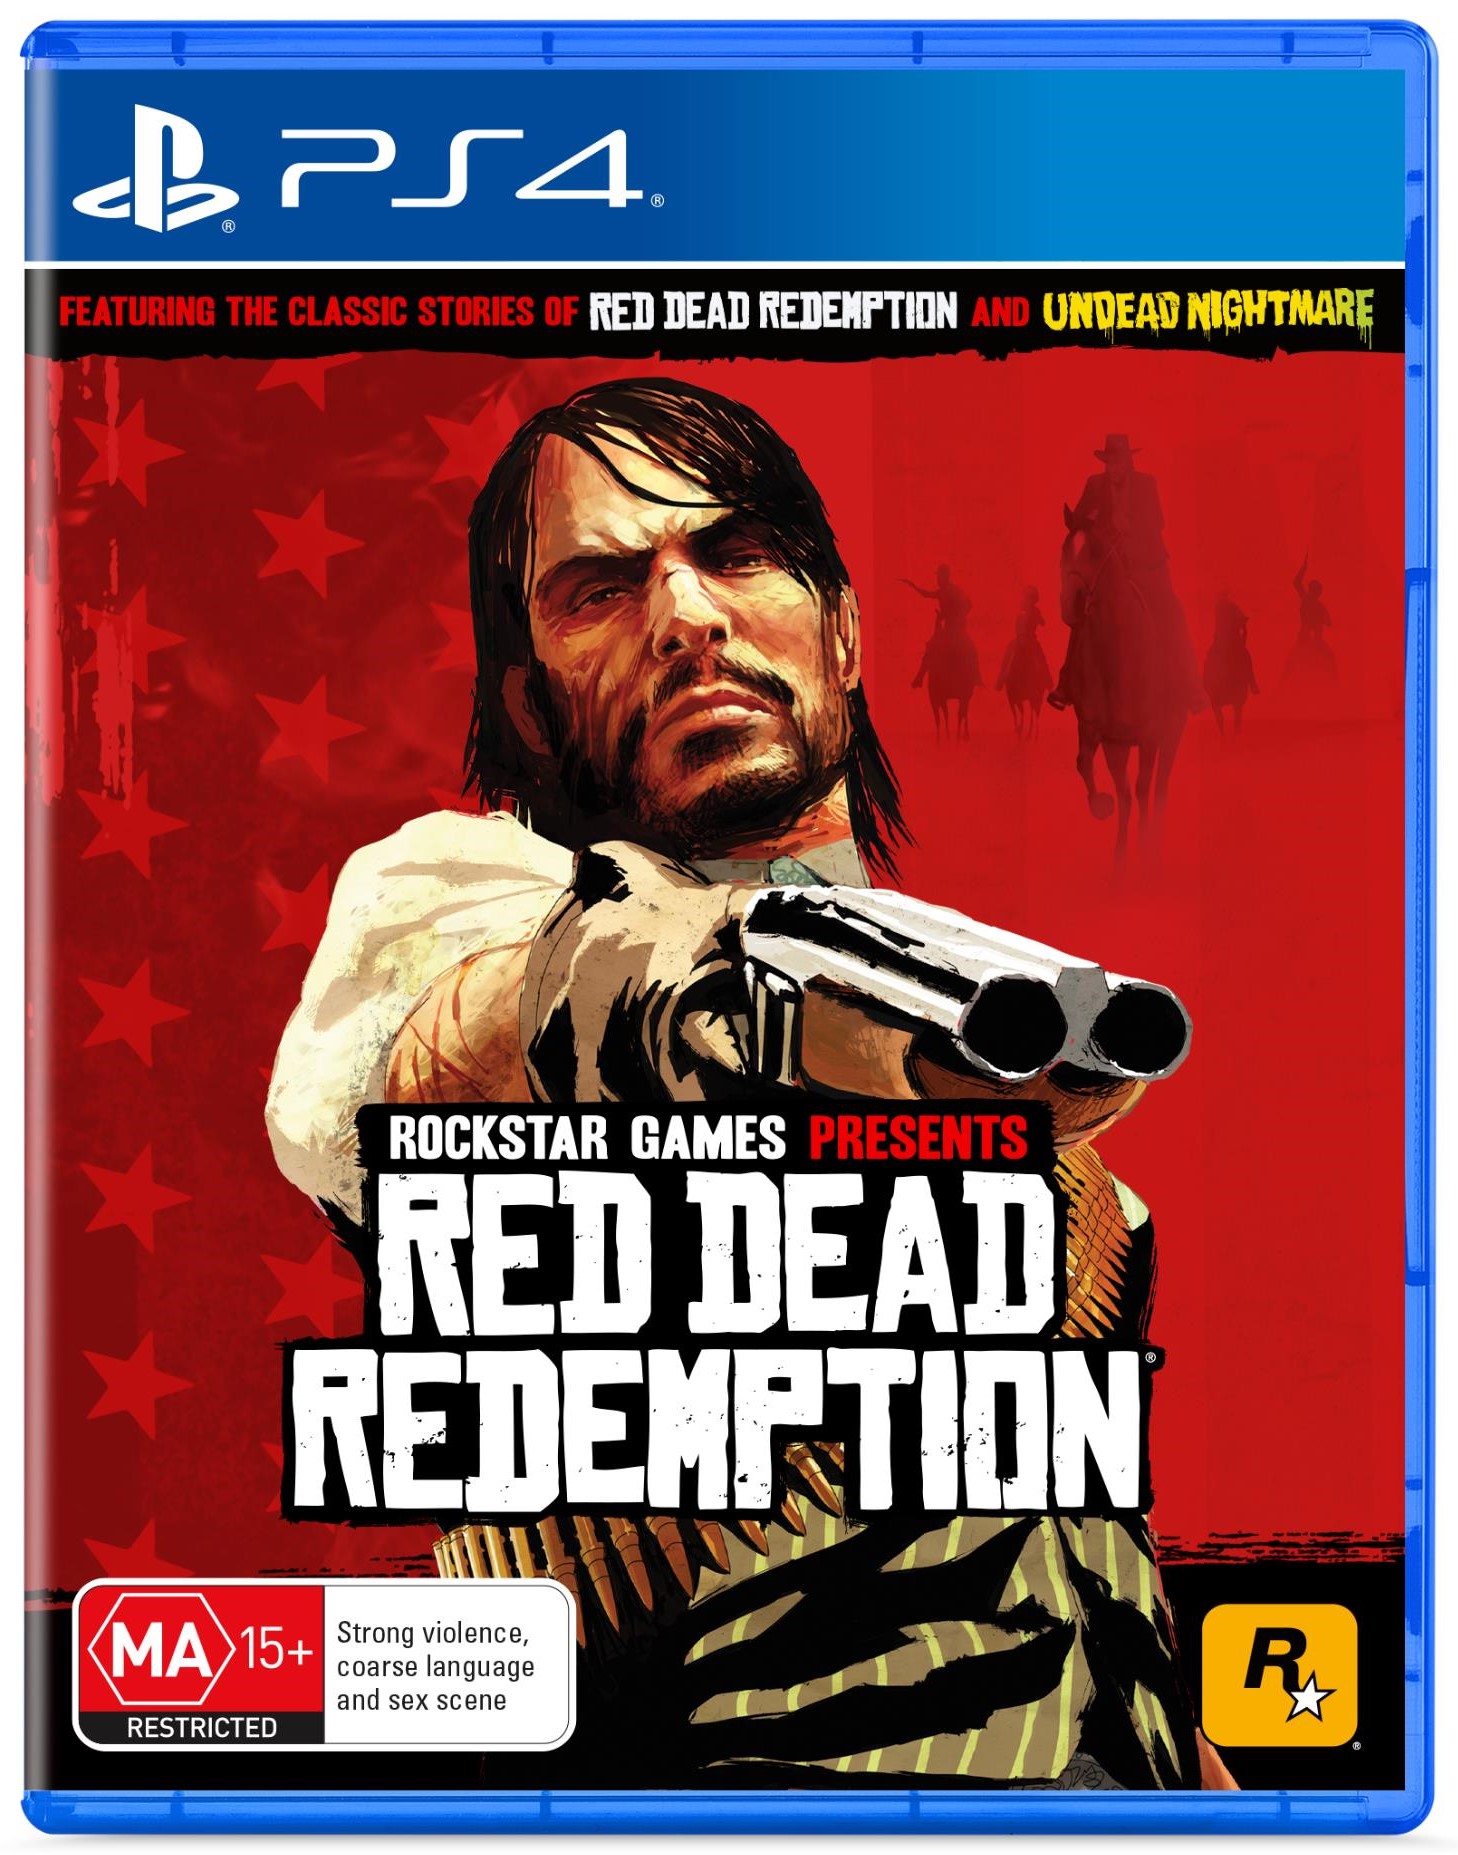 PS4®
FEATURING THE CLASSIC STORIES OF RED DEAD REDEMPTION AND UNDEAD NIGHTMARE
ROCKSTAR GAMES PRESENTS
RED DEAD
REDEMPTION®
MA 15+
RESTRICTED
Strong violence,
coarse language
and sex scene
R
®